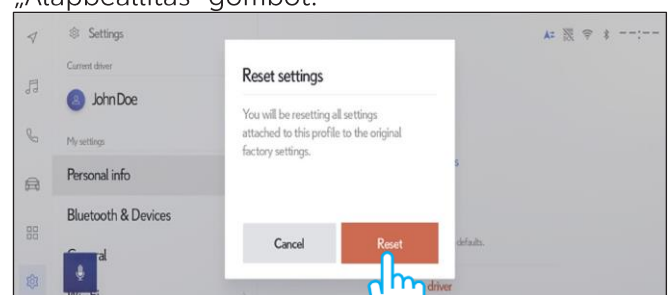 „Alapbeállítás” gombot.
Settings
Current driver
John Doe
My settings
Personal info
Bluetooth & Devices
Reset settings
You will be resetting all settings
attached to this profile to the original
factory settings.
Cancel
Reset
defaults.
driver